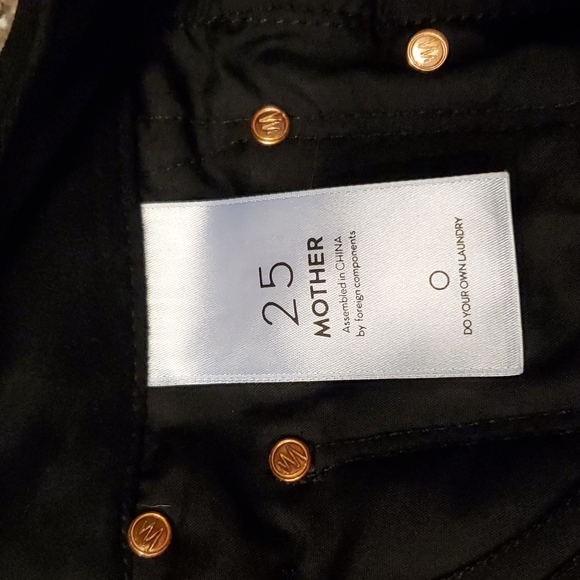 25
MOTHER
Assembled in CHINA
by foreign components
O
DO YOUR OWN LAUNDRY